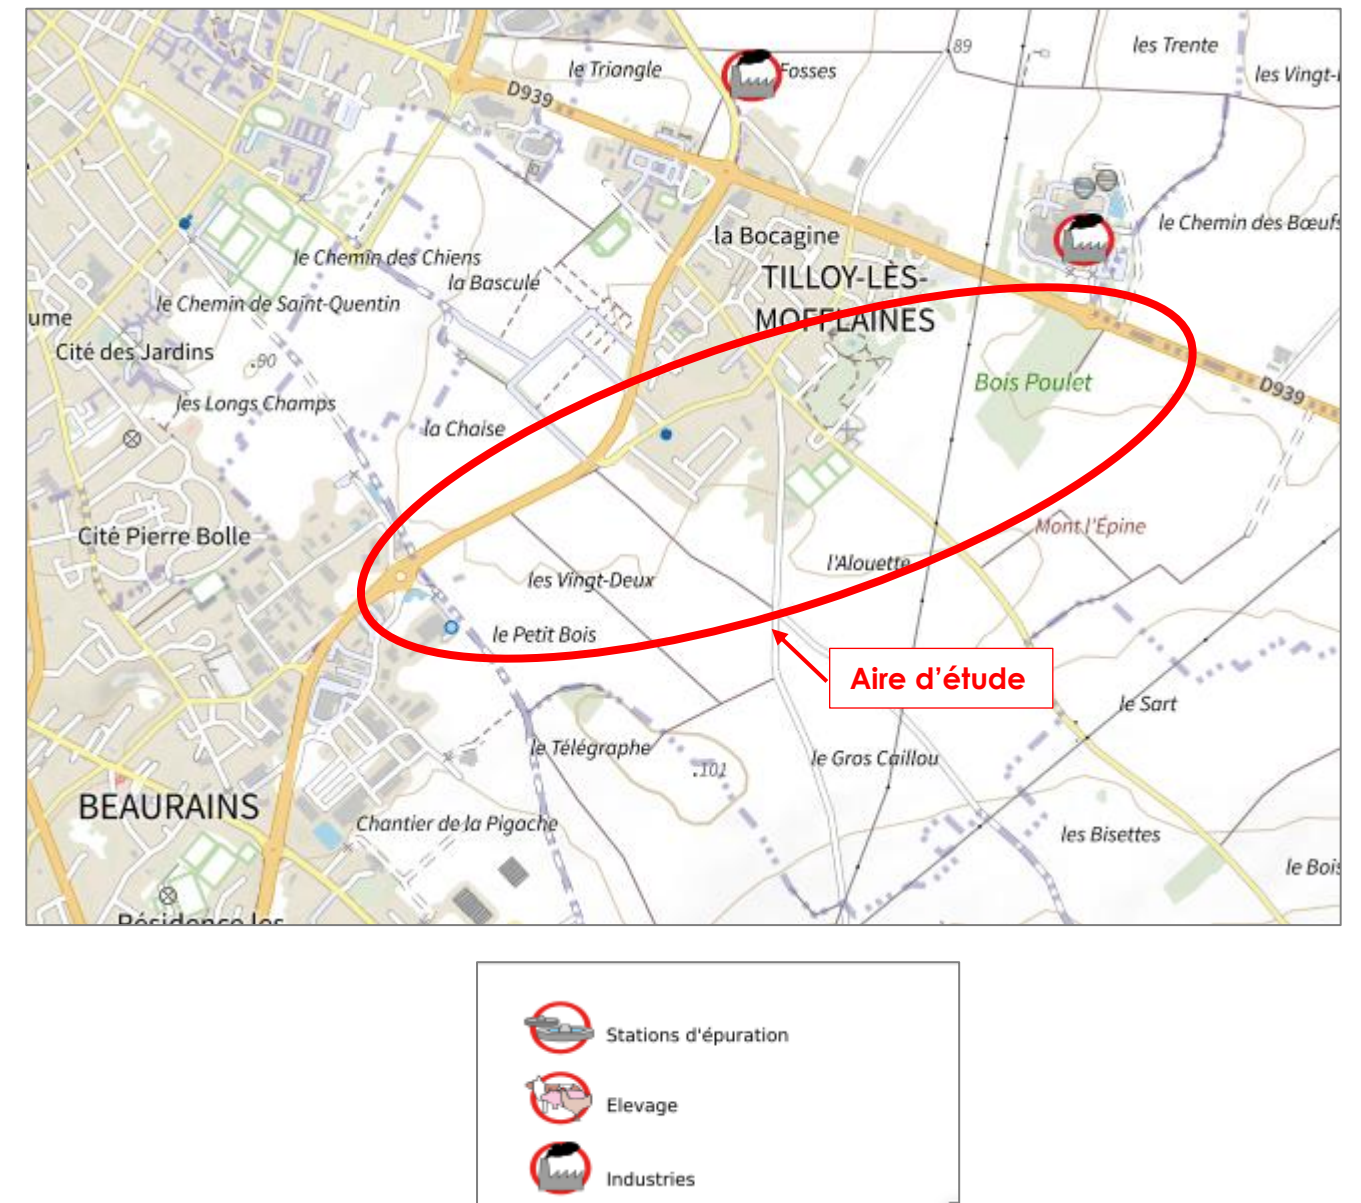 89
les Trente
le Triangle
Fosses
les Vingt-
D939
le Chemin des Bœufs
la Bocagine
le Chemin des Chiens
la Bascule
TILLOY-LÈS-
MOFFLAINES
le Chemin de Saint-Quentin
ume
Cité des Jardins
90
Bois Poulet
D939
les Longs Champs
la Chaise
Mont l'Épine
Cité Pierre Bolle
l'Alouette
les Vingt-Deux
le Petit Bois
Aire d'étude
le Sart
le Télégraphe
le Gros Caillou
101
BEAURAINS
Chantier de la Pigache
les Bisettes
le Bois
Résidence les
Stations d'épuration
Elevage
Industries